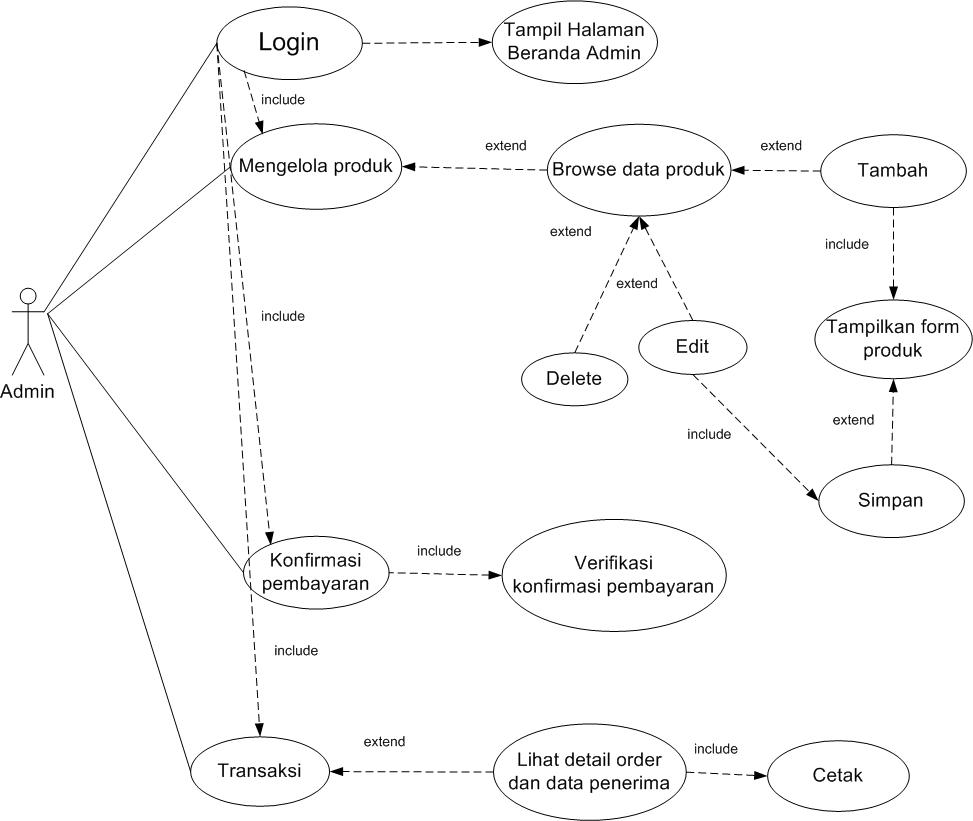 Login
Tampil Halaman
Beranda Admin
include
Mengelola produk
extend
Browse data produk
extend
Tambah
extend
include
extend
include
Tampilkan form
produk
Edit
Delete
Admin
include
extend
Simpan
Konfirmasi
pembayaran
include
Verifikasi
konfirmasi pembayaran
include
Transaksi
extend
Lihat detail order
dan data penerima
include
Cetak